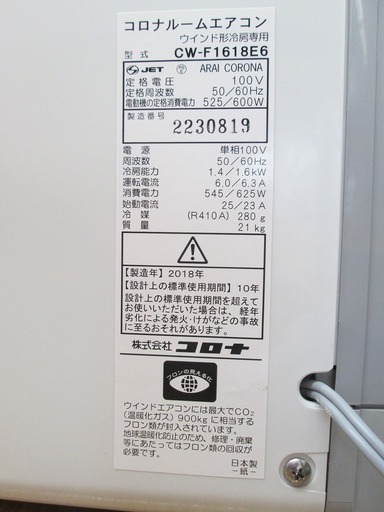 コロナルームエアコン
ウインド形冷房専用
型式 CW-F1618E6
JET ARAI CORONA
定格電圧 100V
定格周波数 50/60Hz
電動機の定格消費電力 525/600W
製造番号 2230819
電源 単相100V
周波数 50/60Hz
冷房能力 1.4/1.6kW
運転電流 6.0/6.3A
消費電力 545/625W
始動電流 25/23A
冷媒 (R410A) 280g
質量 21kg
【製造年】2018年
【設計上の標準使用期間】10年
設計上の標準使用期間を超えて
お使いいただいた場合は、経年
劣化による発火・けがなどの事故
に至るおそれがあります。
株式会社 コロナ
フロンの見える化
ウインドエアコンには最大でCO₂
(温暖化ガス)900kgに相当する
フロン類が封入されています。
地球温暖化防止のため、修理・廃棄
等にあたってはフロン類の回収が
必要です。
日本製
-紙-